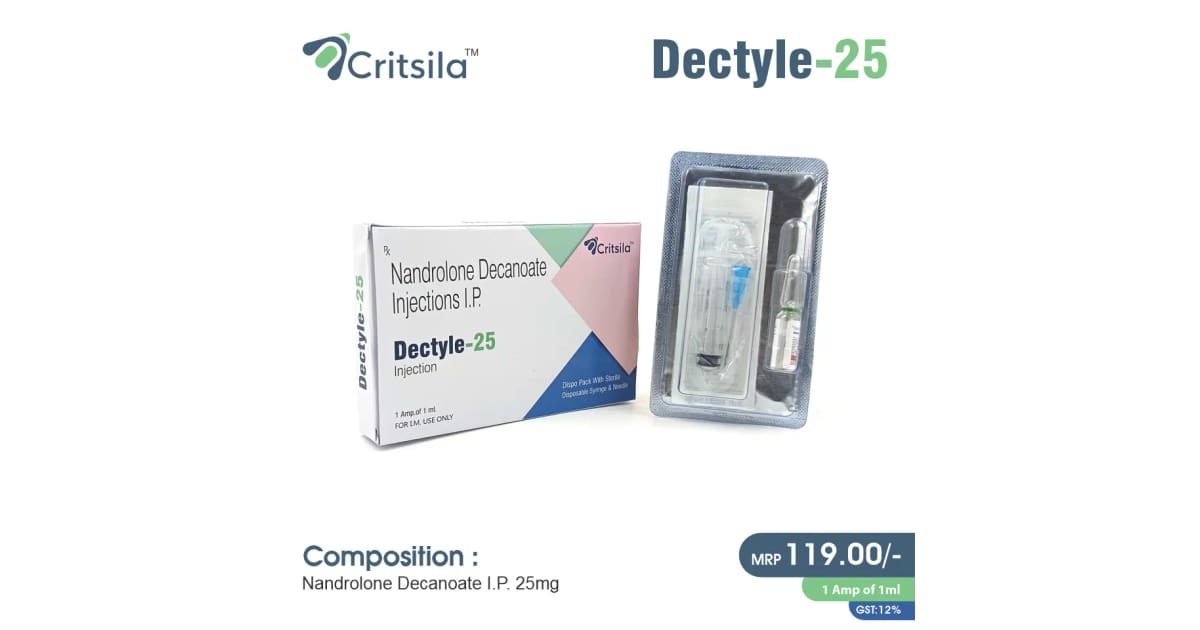 Critsila™
Dectyle-25
Rx
Nandrolone Decanoate
Injections I.P.
Dectyle-25
Injection
1 Amp.of 1 ml.
FOR I.M. USE ONLY
Critsila™
Dispo Pack With Sterile
Disposable Syringe & Needle
Dectyle-25
Composition :
Nandrolone Decanoate I.P. 25mg
MRP 119.00/-
1 Amp of 1ml
GST:12%